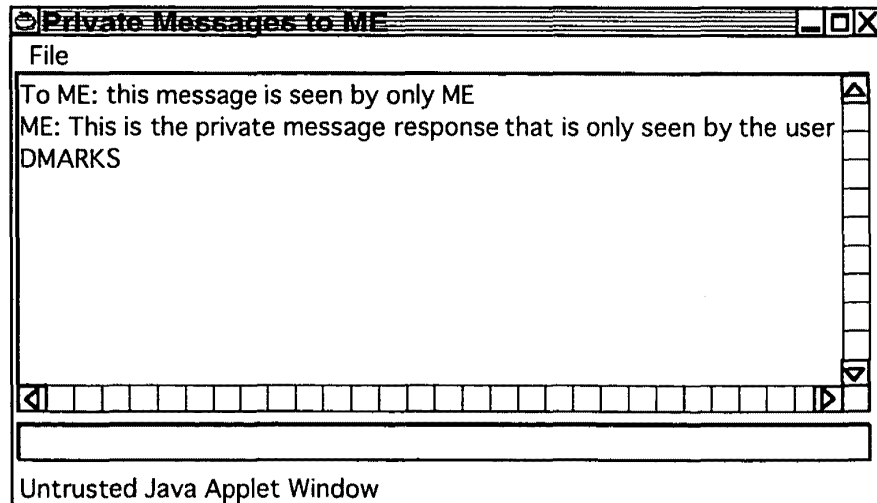 Private Messages to ME
File
To ME: this message is seen by only ME
ME: This is the private message response that is only seen by the user
DMARKS
Untrusted Java Applet Window